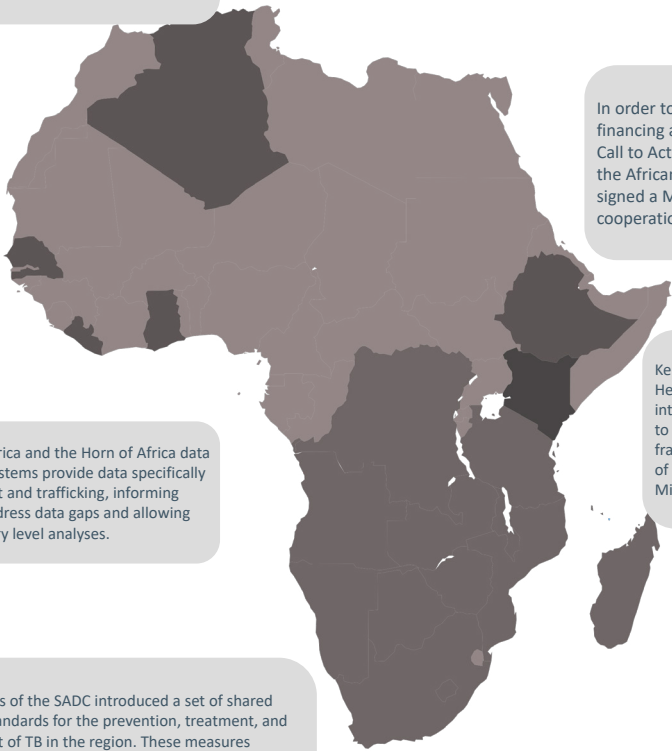 In order to
financing a
Call to Act
the African
signed a M
cooperatio
Ke
He
int
to
fra
of
Mi
rica and the Horn of Africa data
stems provide data specifically
t and trafficking, informing
dress data gaps and allowing
ry level analyses.
s of the SADC introduced a set of shared
andards for the prevention, treatment, and
t of TB in the region. These measures